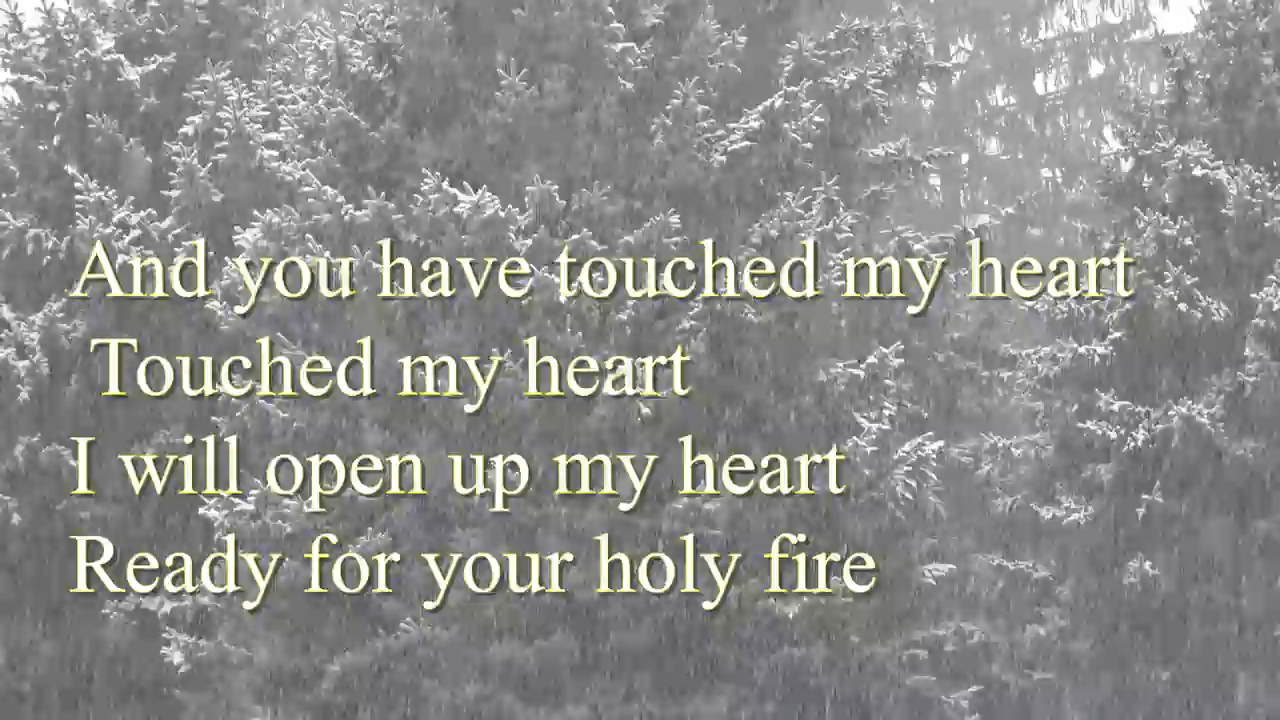 And you have touched my heart
Touched my heart
I will open up my heart
Ready for your holy fire